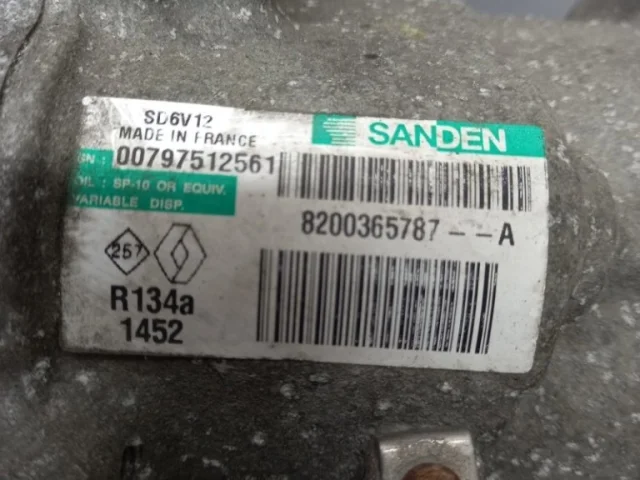 SD6V12
MADE IN FRANCE
SANDEN
SN: 00797512561
OIL : SP-10 OR EQUIV.
VARIABLE DISP.
8200365787 - - A
257
R134a
1452